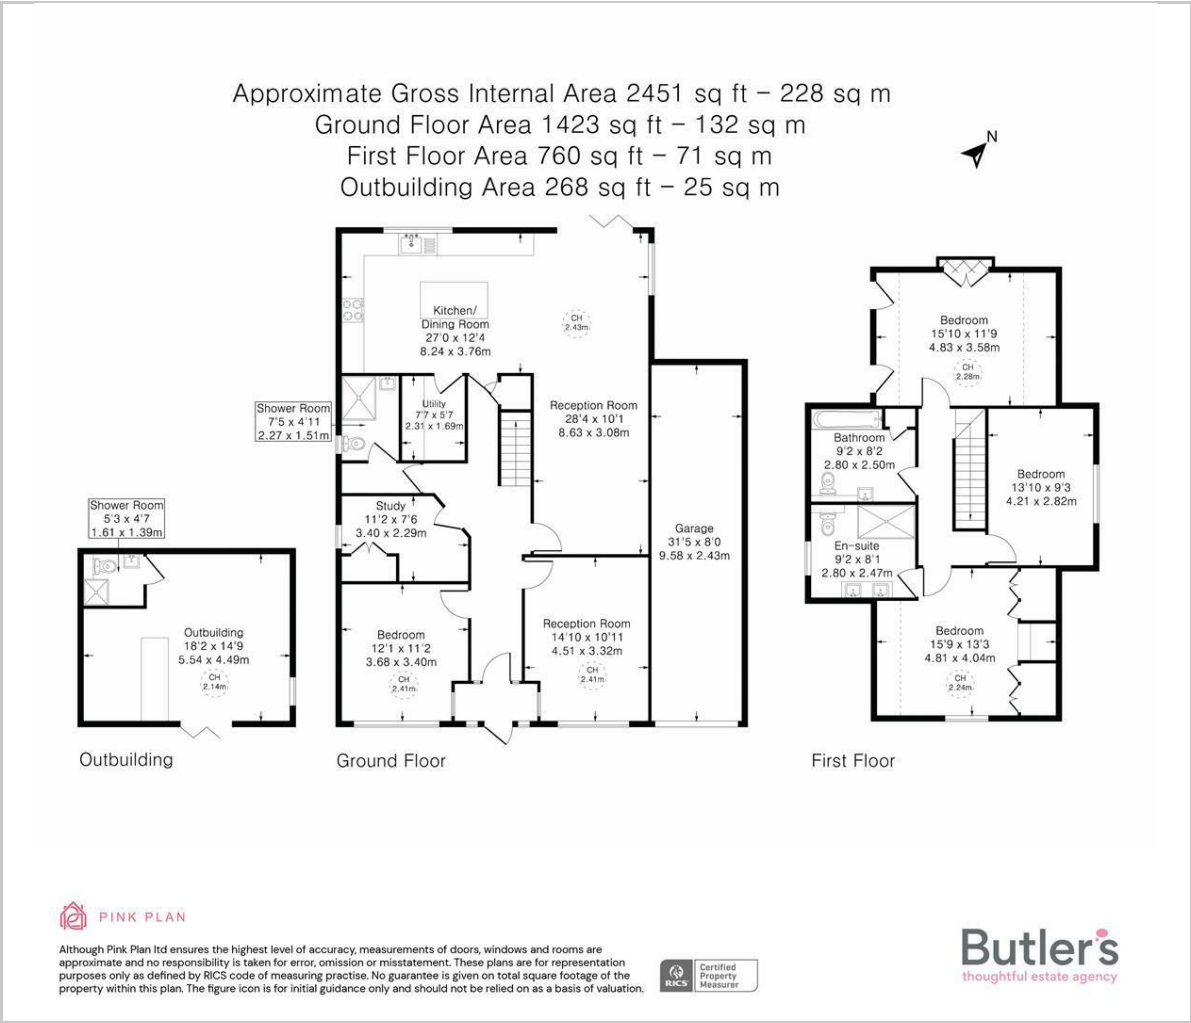 Approximate Gross Internal Area 2451 sq ft – 228 sq m
Ground Floor Area 1423 sq ft – 132 sq m
First Floor Area 760 sq ft – 71 sq m
Outbuilding Area 268 sq ft – 25 sq m
N
Shower Room
5'3 x 4'7
1.61 x 1.39m
Outbuilding
18'2 x 14'9
5.54 x 4.49m
CH
2.14m
Outbuilding
Kitchen/
Dining Room
27'0 x 12'4
8.24 x 3.76m
CH
2.43m
Shower Room
7'5 x 4'11
2.27 x 1.51m
Utility
7'7 x 5'7
2.31 x 1.69m
Reception Room
28'4 x 10'1
8.63 x 3.08m
Study
11'2 x 7'6
3.40 x 2.29m
Garage
31'5 x 8'0
9.58 x 2.43m
Bedroom
12'1 x 11'2
3.68 x 3.40m
CH
2.41m
Reception Room
14'10 x 10'11
4.51 x 3.32m
CH
2.41m
Ground Floor
Bedroom
15'10 x 11'9
4.83 x 3.58m
CH
2.28m
Bathroom
9'2 x 8'2
2.80 x 2.50m
Bedroom
13'10 x 9'3
4.21 x 2.82m
En-suite
9'2 x 8'1
2.80 x 2.47m
Bedroom
15'9 x 13'3
4.81 x 4.04m
CH
2.24m
First Floor
PINK PLAN
Although Pink Plan ltd ensures the highest level of accuracy, measurements of doors, windows and rooms are
approximate and no responsibility is taken for error, omission or misstatement. These plans are for representation
purposes only as defined by RICS code of measuring practise. No guarantee is given on total square footage of the
property within this plan. The figure icon is for initial guidance only and should not be relied on as a basis of valuation.
RICS
Certified
Property
Measurer
Butler's
thoughtful estate agency